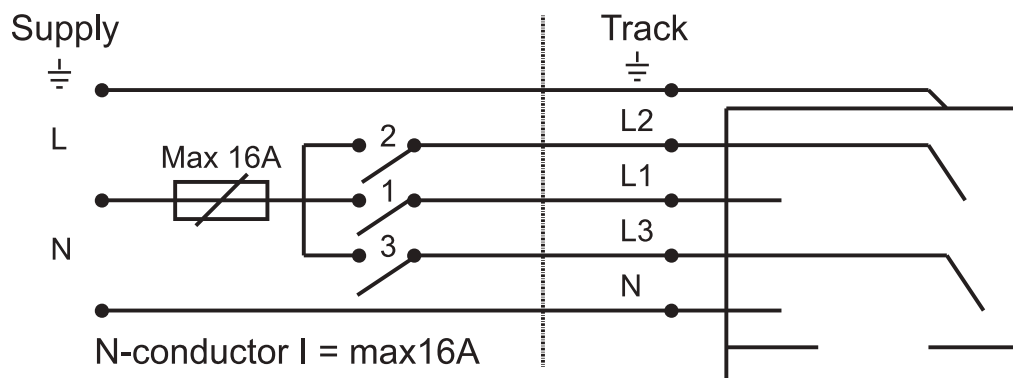 Supply
Track
L
Max 16A
2
L2
1
L1
N
3
L3
N
N-conductor I = max16A